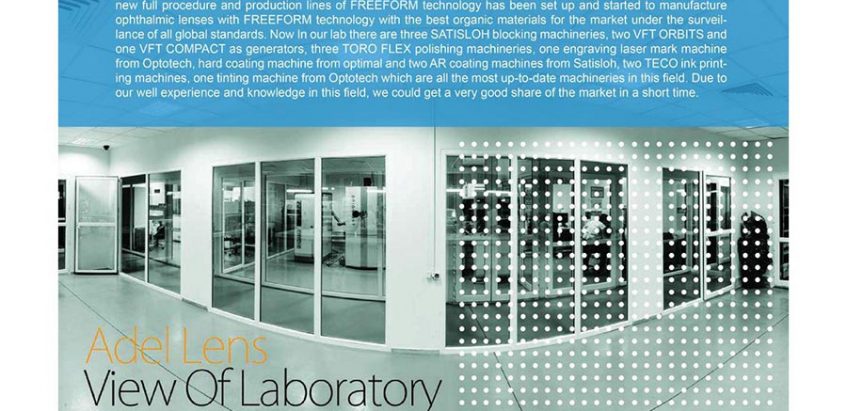 new full procedure and production lines of FREEFORM technology has been set up and started to manufacture
ophthalmic lenses with FREEFORM technology with the best organic materials for the market under the surveil-
lance of all global standards. Now In our lab there are three SATISLOH blocking machineries, two VFT ORBITS and
one VFT COMPACT as generators, three TORO FLEX polishing machineries, one engraving laser mark machine
from Optotech, hard coating machine from optimal and two AR coating machines from Satisloh, two TECO ink print-
ing machines, one tinting machine from Optotech which are all the most up-to-date machineries in this field. Due to
our well experience and knowledge in this field, we could get a very good share of the market in a short time.
Adel Lens
View Of Laboratory